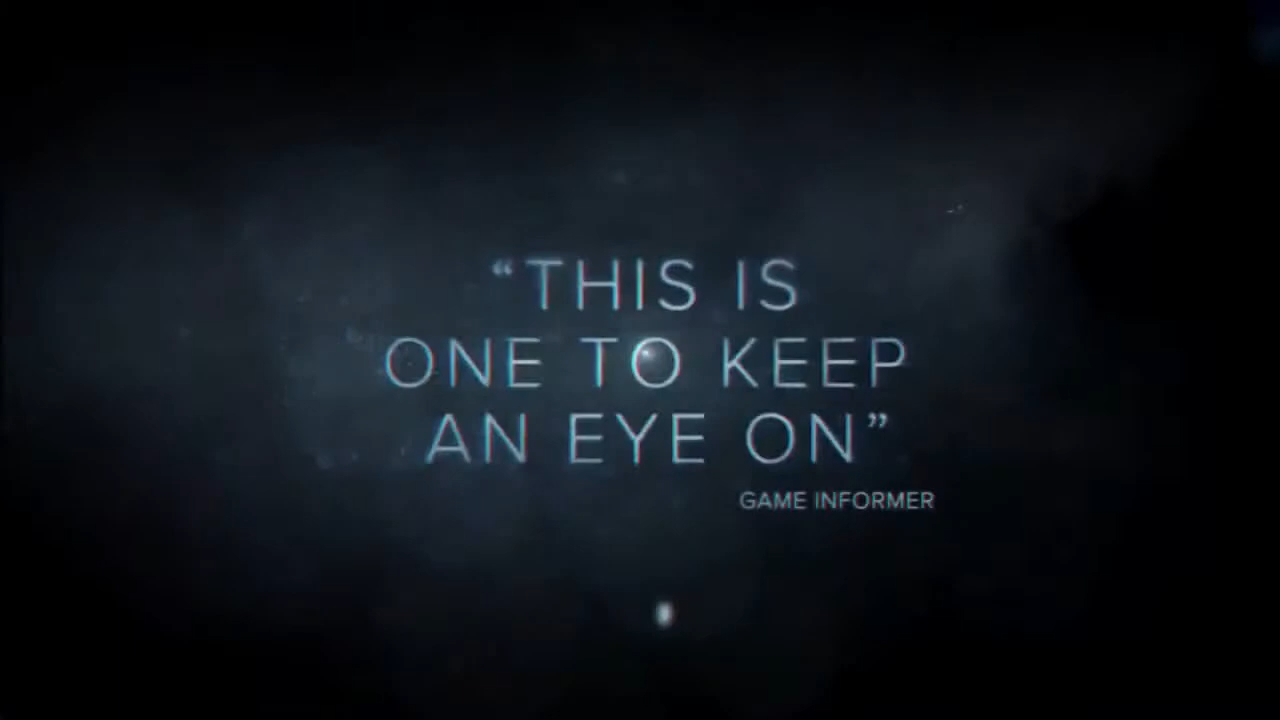 “THIS IS
ONE TO KEEP
AN EYE ON”
GAME INFORMER